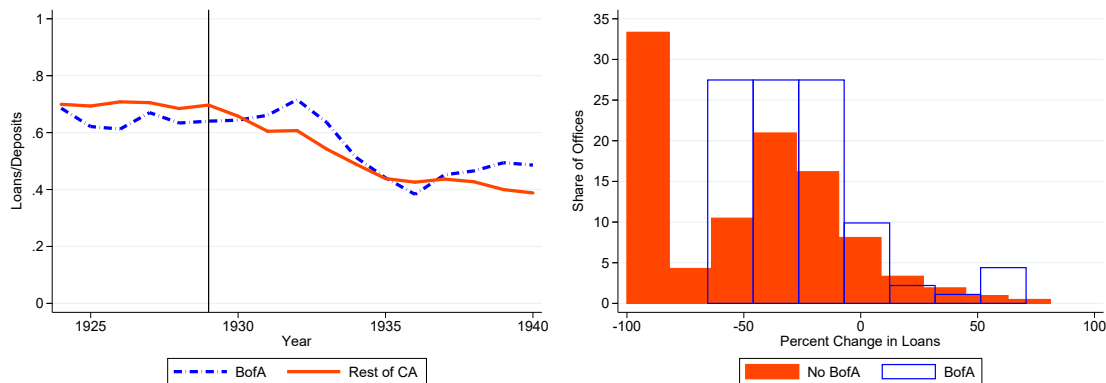 1
.8
.6
.4
.2
0
Loans/Deposits
1925 1930 1935 1940
Year
BofA Rest of CA
35
30
25
20
15
10
5
0
Share of Offices
-100 -50 0 50 100
Percent Change in Loans
No BofA BofA